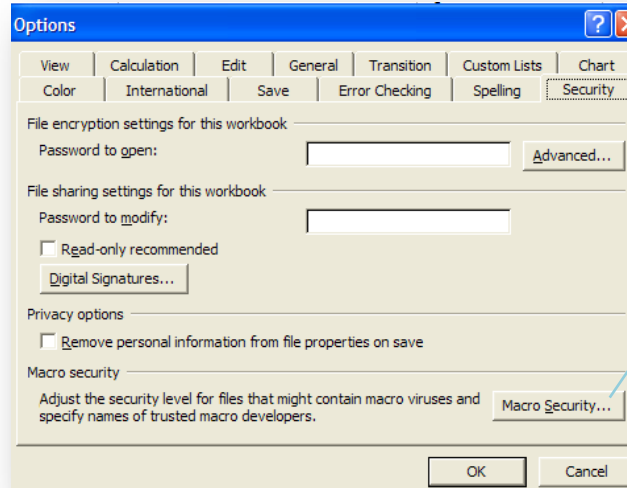 Options
View Calculation Edit General Transition Custom Lists Chart
Color International Save Error Checking Spelling Security
File encryption settings for this workbook
Password to open:
Advanced...
File sharing settings for this workbook
Password to modify:
Read-only recommended
Digital Signatures...
Privacy options
Remove personal information from file properties on save
Macro security
Adjust the security level for files that might contain macro viruses and
specify names of trusted macro developers.
Macro Security...
OK Cancel